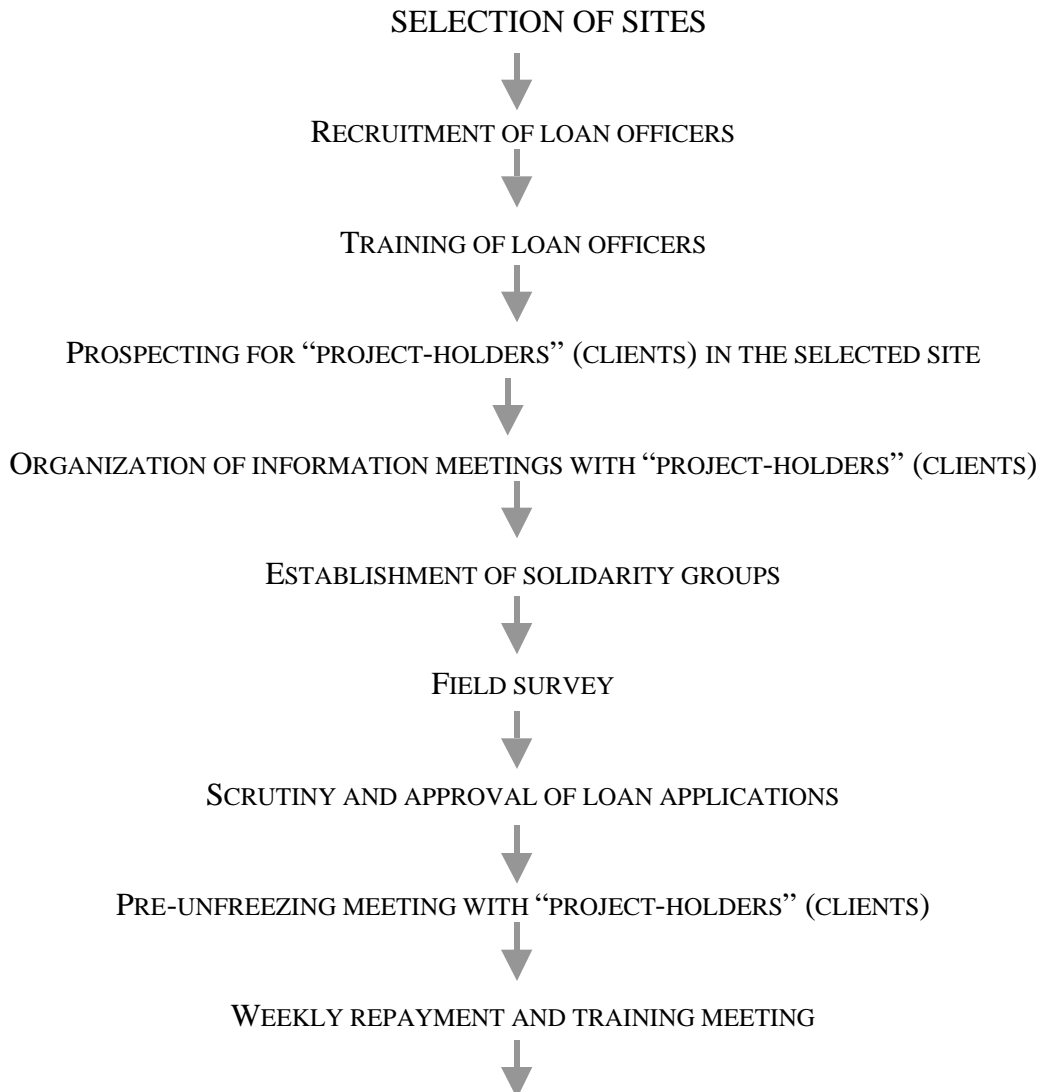 SELECTION OF SITES
RECRUITMENT OF LOAN OFFICERS
TRAINING OF LOAN OFFICERS
PROSPECTING FOR “PROJECT-HOLDERS” (CLIENTS) IN THE SELECTED SITE
ORGANIZATION OF INFORMATION MEETINGS WITH “PROJECT-HOLDERS” (CLIENTS)
ESTABLISHMENT OF SOLIDARITY GROUPS
FIELD SURVEY
SCRUTINY AND APPROVAL OF LOAN APPLICATIONS
PRE-UNFREEZING MEETING WITH “PROJECT-HOLDERS” (CLIENTS)
WEEKLY REPAYMENT AND TRAINING MEETING